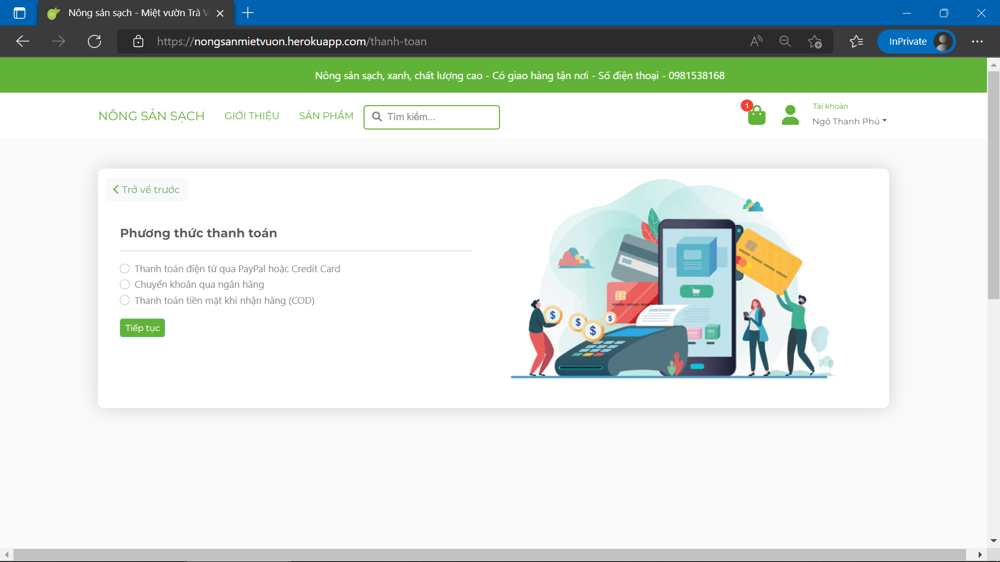 Nông sản sạch - Miệt vườn Trà V
https://nongsanmietvuon.herokuapp.com/thanh-toan
InPrivate
Nông sản sạch, xanh, chất lượng cao - Có giao hàng tận nơi - Số điện thoại - 0981538168
NÔNG SẢN SẠCH
GIỚI THIỆU
SẢN PHẨM
Tìm kiếm...
1
Tài khoản
Ngô Thanh Phú
Trở về trước
Phương thức thanh toán
Thanh toán điện tử qua PayPal hoặc Credit Card
Chuyển khoản qua ngân hàng
Thanh toán tiền mặt khi nhận hàng (COD)
Tiếp tục
$
$
$
$